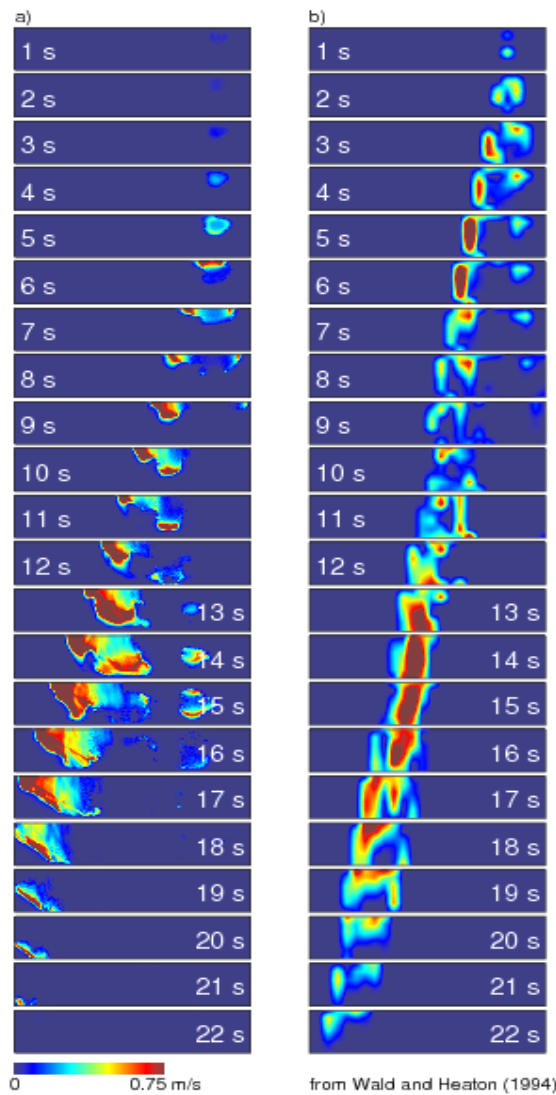 a) b)
1 s 1 s
2 s 2 s
3 s 3 s
4 s 4 s
5 s 5 s
6 s 6 s
7 s 7 s
8 s 8 s
9 s 9 s
10 s 10 s
11 s 11 s
12 s 12 s
13 s 13 s
14 s 14 s
15 s 15 s
16 s 16 s
17 s 17 s
18 s 18 s
19 s 19 s
20 s 20 s
21 s 21 s
22 s 22 s
0 0.75 m/s from Wald and Heaton (1994)